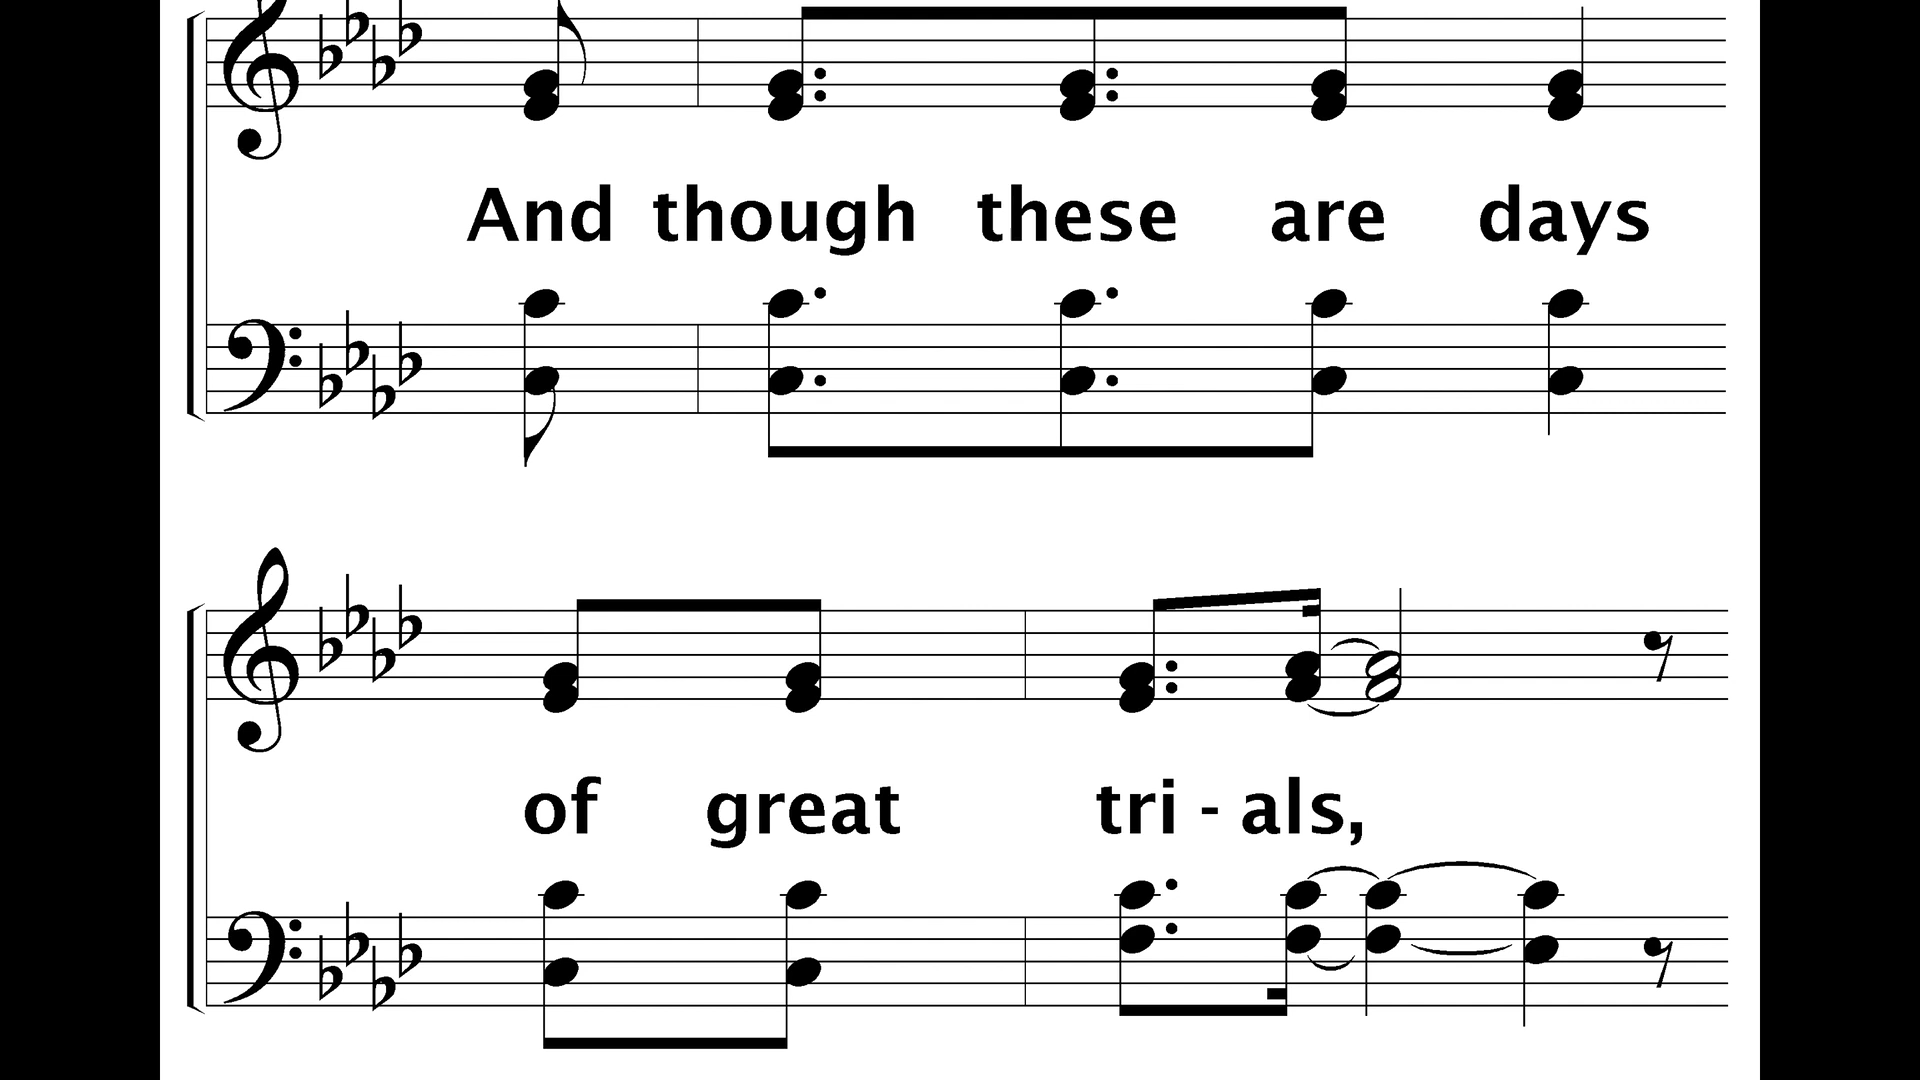 And though these are days
of great tri - als,